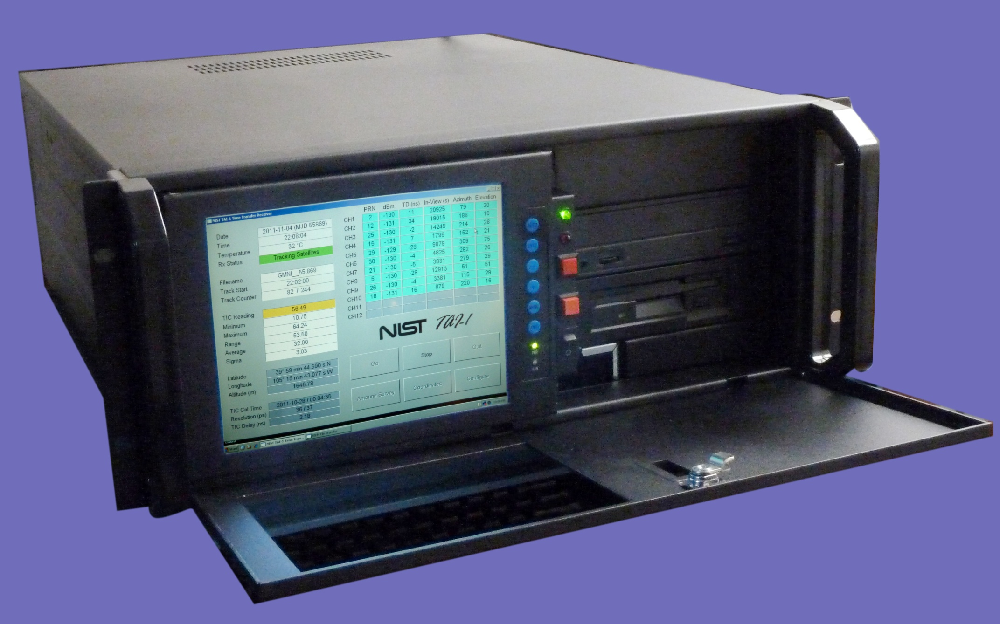 NIST TAI-1 Time Transfer Receiver
Date 2011-11-04 (MJD 55869)
Time 22:08:04
Temperature 32 °C
Rx Status Tracking Satellites
Filename GMNI__55.869
Track Start 22:02:00
Track Counter 82 / 244
TIC Reading 56.49
Minimum 10.75
Maximum 64.24
Range 53.50
Average 32.00
Sigma 3.03
Latitude 39° 59 min 44.590 s N
Longitude 105° 15 min 43.077 s W
Altitude (m) 1646.78
TIC Cal Time 2011-10-28 / 00:04:35
Resolution (ps) 36 / 37
TIC Delay (ns) 2.18
PRN dBm TD (ns) In-View (s) Azimuth Elevation
CH1 2 -130 11 20925 79 20
CH2 12 -131 34 19015 188 10
CH3 25 -130 -2 14249 214 28
CH4 15 -131 7 1795 152 21
CH5 29 -129 -28 9879 309 75
CH6 30 -130 -4 4825 292 26
CH7 21 -130 -5 3831 279 29
CH8 5 -130 -28 12913 51 51
CH9 26 -130 -4 3381 115 29
CH10 18 -131 16 879 220 16
CH11
CH12
NIST TAI-1
Go Stop Quit
Antenna Survey Coordinates Configure
Start NIST TAI-1 Time Tran... File Transfer